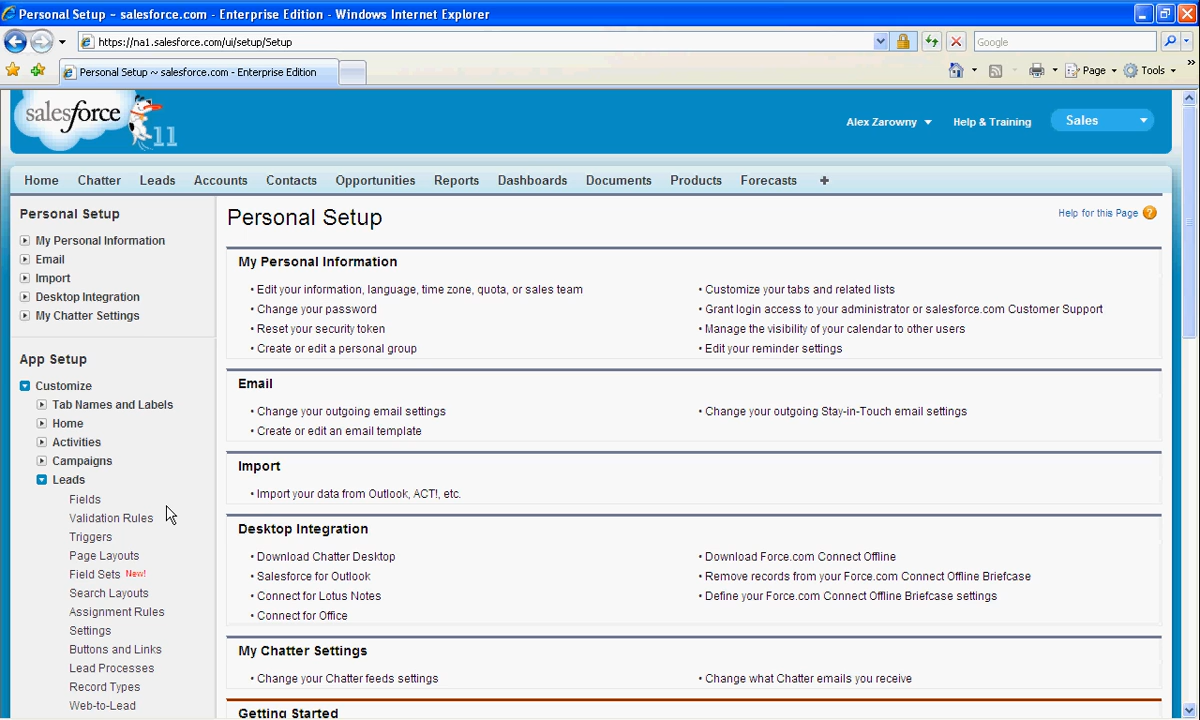 Personal Setup ~ salesforce.com - Enterprise Edition - Windows Internet Explorer
https://na1.salesforce.com/ui/setup/Setup
Google
Personal Setup ~ salesforce.com - Enterprise Edition
Page
Tools
salesforce
11
Alex Zarowny
Help & Training
Sales
Home Chatter Leads Accounts Contacts Opportunities Reports Dashboards Documents Products Forecasts +
Personal Setup
My Personal Information
Email
Import
Desktop Integration
My Chatter Settings
App Setup
Customize
Tab Names and Labels
Home
Activities
Campaigns
Leads
Fields
Validation Rules
Triggers
Page Layouts
Field Sets New!
Search Layouts
Assignment Rules
Settings
Buttons and Links
Lead Processes
Record Types
Web-to-Lead
Personal Setup
Help for this Page ?
My Personal Information
• Edit your information, language, time zone, quota, or sales team
• Change your password
• Reset your security token
• Create or edit a personal group
• Customize your tabs and related lists
• Grant login access to your administrator or salesforce.com Customer Support
• Manage the visibility of your calendar to other users
• Edit your reminder settings
Email
• Change your outgoing email settings
• Create or edit an email template
• Change your outgoing Stay-in-Touch email settings
Import
• Import your data from Outlook, ACT!, etc.
Desktop Integration
• Download Chatter Desktop
• Salesforce for Outlook
• Connect for Lotus Notes
• Connect for Office
• Download Force.com Connect Offline
• Remove records from your Force.com Connect Offline Briefcase
• Define your Force.com Connect Offline Briefcase settings
My Chatter Settings
• Change your Chatter feeds settings
• Change what Chatter emails you receive
Getting Started